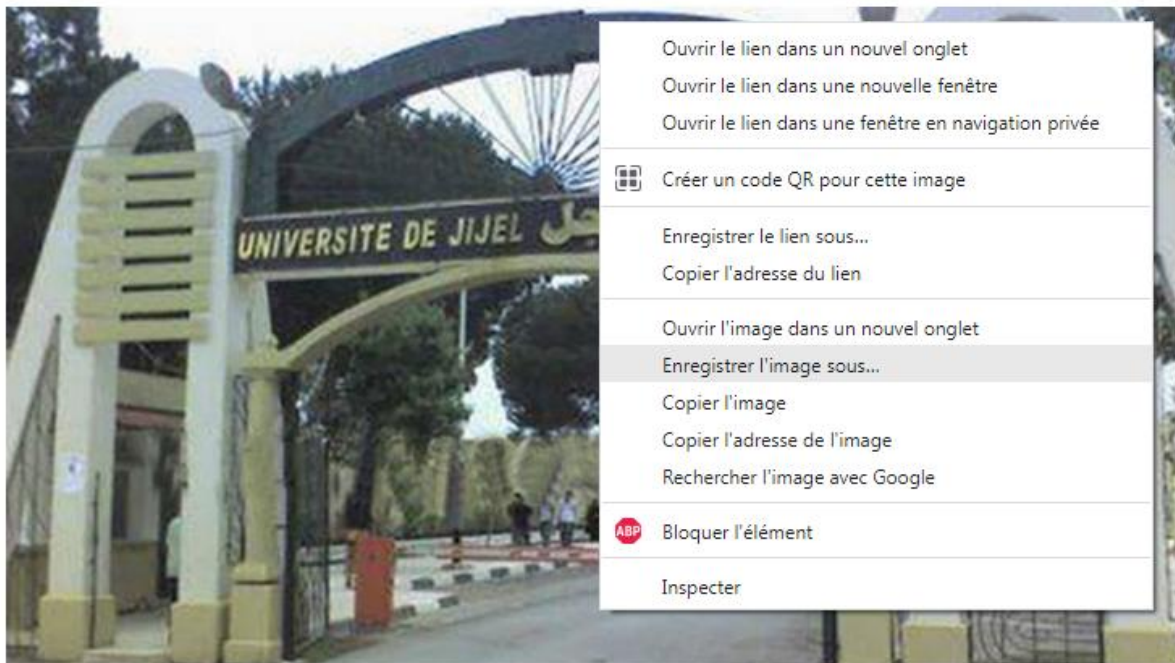 UNIVERSITE DE JIJEL
Ouvrir le lien dans un nouvel onglet
Ouvrir le lien dans une nouvelle fenêtre
Ouvrir le lien dans une fenêtre en navigation privée
Créer un code QR pour cette image
Enregistrer le lien sous...
Copier l'adresse du lien
Ouvrir l'image dans un nouvel onglet
Enregistrer l'image sous...
Copier l'image
Copier l'adresse de l'image
Rechercher l'image avec Google
ABP Bloquer l'élément
Inspecter